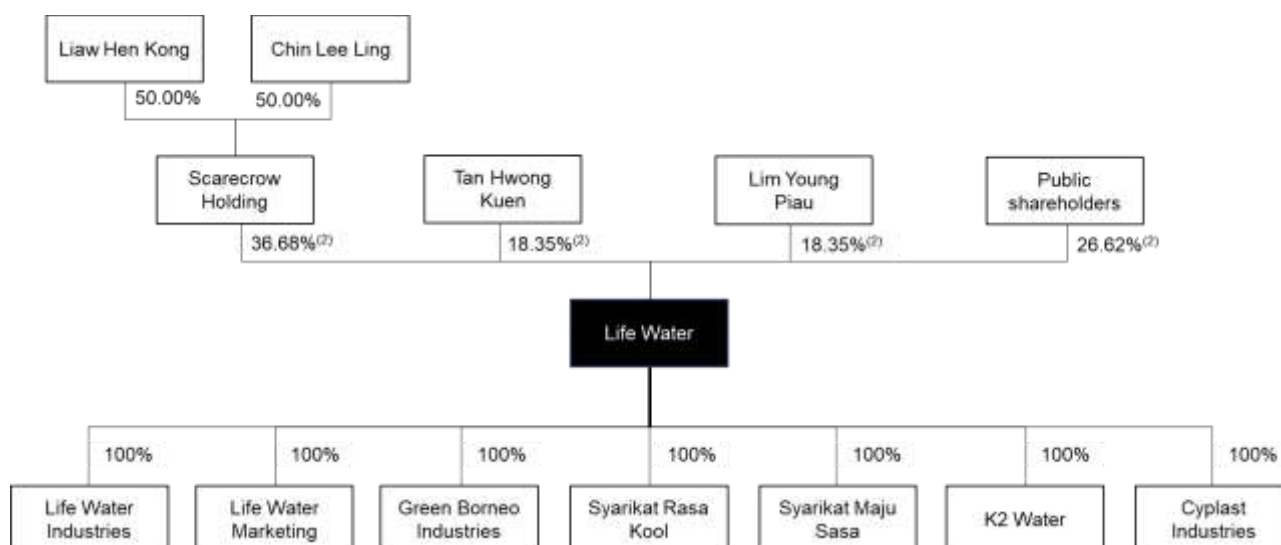 Liaw Hen Kong
Chin Lee Ling
50.00%
50.00%
Scarecrow
Holding
Tan Hwong
Kuen
Lim Young
Piau
Public
shareholders
36.68%(2)
18.35%(2)
18.35%(2)
26.62%(2)
Life Water
100%
100%
100%
100%
100%
100%
100%
Life Water
Industries
Life Water
Marketing
Green Borneo
Industries
Syarikat Rasa
Kool
Syarikat Maju
Sasa
K2 Water
Cyplast
Industries